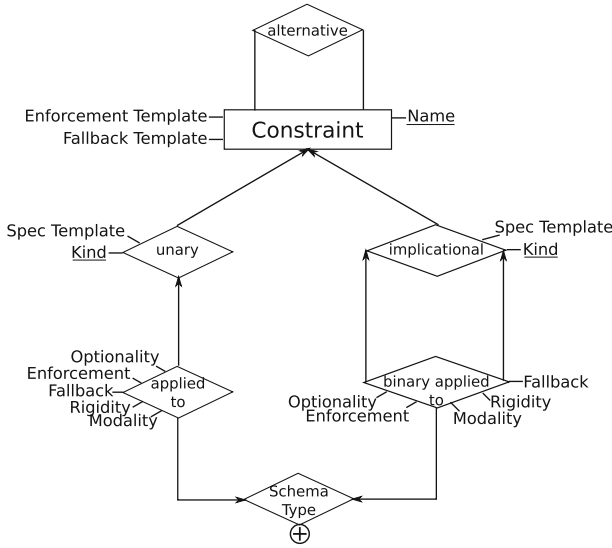 alternative
Enforcement Template
Constraint
Name
Fallback Template
Spec Template
Kind
unary
Spec Template
implicational
Kind
Optionality
Enforcement
Fallback
Rigidity
Modality
applied
to
binary applied
to
Fallback
Optionality
Rigidity
Enforcement
Modality
Schema
Type